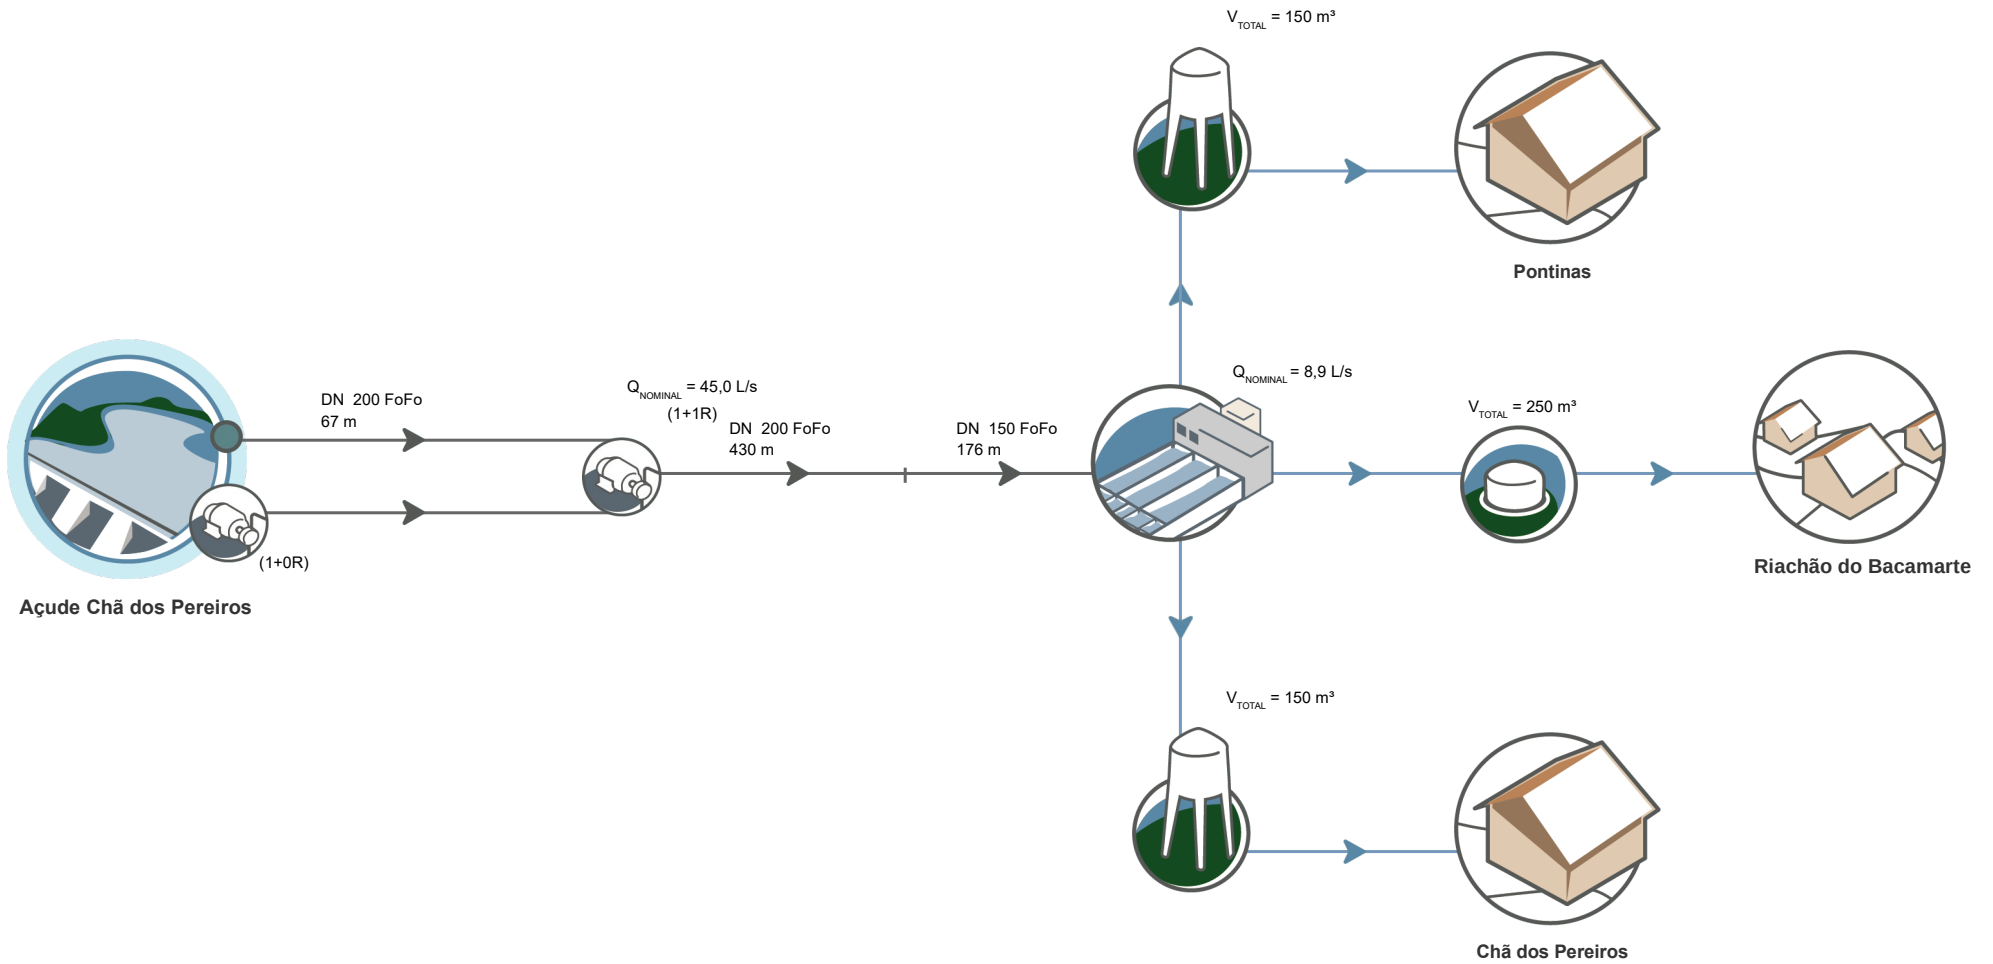 V_TOTAL = 150 m³
Pontinas
Q_NOMINAL = 8,9 L/s
Q_NOMINAL = 45,0 L/s
(1+1R)
DN 200 FoFo
67 m
DN 200 FoFo
430 m
DN 150 FoFo
176 m
V_TOTAL = 250 m³
(1+0R)
Riachão do Bacamarte
Açude Chã dos Pereiros
V_TOTAL = 150 m³
Chã dos Pereiros